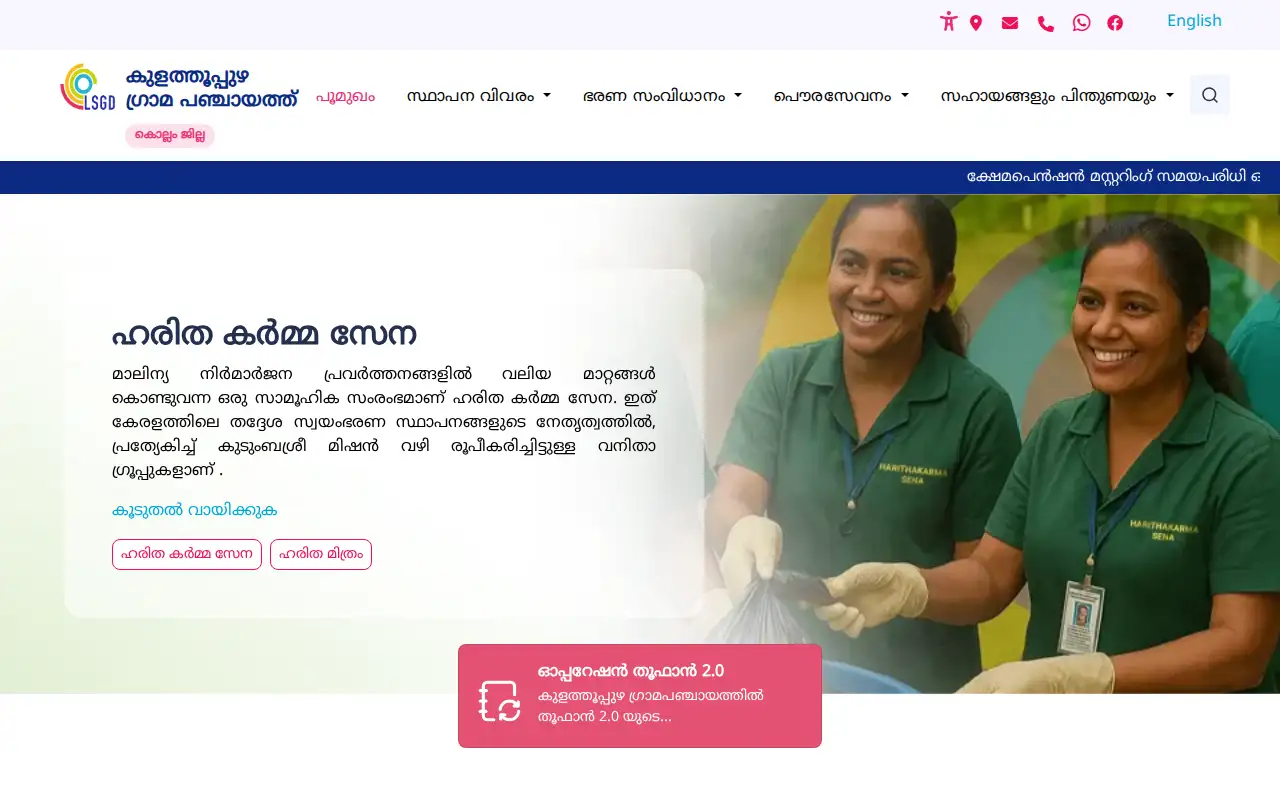 English
LSGD
കുളത്തൂപ്പുഴ
ഗ്രാമ പഞ്ചായത്ത്
കൊല്ലം ജില്ല
പൂമുഖം
സ്ഥാപന വിവരം
ഭരണ സംവിധാനം
പൌരസേവനം
സഹായങ്ങളും പിന്തുണയും
ക്ഷേമപെൻഷൻ മസ്റ്ററിംഗ് സമയപരിധി
ഹരിത കർമ്മ സേന
മാലിന്യ നിർമാർജന പ്രവർത്തനങ്ങളിൽ വലിയ മാറ്റങ്ങൾ
കൊണ്ടുവന്ന ഒരു സാമൂഹിക സംരംഭമാണ് ഹരിത കർമ്മ സേന. ഇത്
കേരളത്തിലെ തദ്ദേശ സ്വയംഭരണ സ്ഥാപനങ്ങളുടെ നേതൃത്വത്തിൽ,
പ്രത്യേകിച്ച് കുടുംബശ്രീ മിഷൻ വഴി രൂപീകരിച്ചിട്ടുള്ള വനിതാ
ഗ്രൂപ്പുകളാണ് .
കൂടുതൽ വായിക്കുക
ഹരിത കർമ്മ സേന
ഹരിത മിത്രം
HARITHAKARMA
SENA
HARITHAKARMA
SENA
ഓപ്പറേഷൻ തൂഫാൻ 2.0
കുളത്തൂപ്പുഴ ഗ്രാമപഞ്ചായത്തിൽ
തൂഫാൻ 2.0 യുടെ...